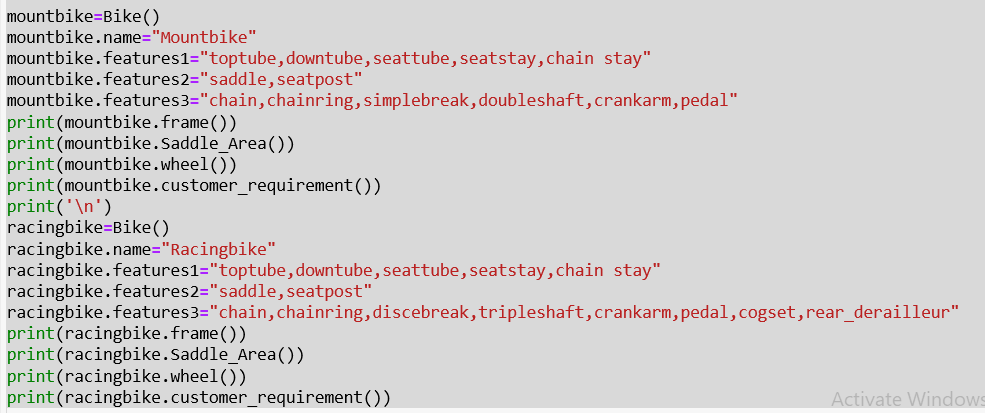 mountbike=Bike()
mountbike.name="Mountbike"
mountbike.features1="toptube,downtube,seattube,seatstay,chain stay"
mountbike.features2="saddle,seatpost"
mountbike.features3="chain,chainring,simplebreak,doubleshaft,crankarm,pedal"
print(mountbike.frame())
print(mountbike.Saddle_Area())
print(mountbike.wheel())
print(mountbike.customer_requirement())
print('\n')
racingbike=Bike()
racingbike.name="Racingbike"
racingbike.features1="toptube,downtube,seattube,seatstay,chain stay"
racingbike.features2="saddle,seatpost"
racingbike.features3="chain,chainring,discebreak,tripleshaft,crankarm,pedal,cogset,rear_derailleur"
print(racingbike.frame())
print(racingbike.Saddle_Area())
print(racingbike.wheel())
print(racingbike.customer_requirement())
Activate Windows